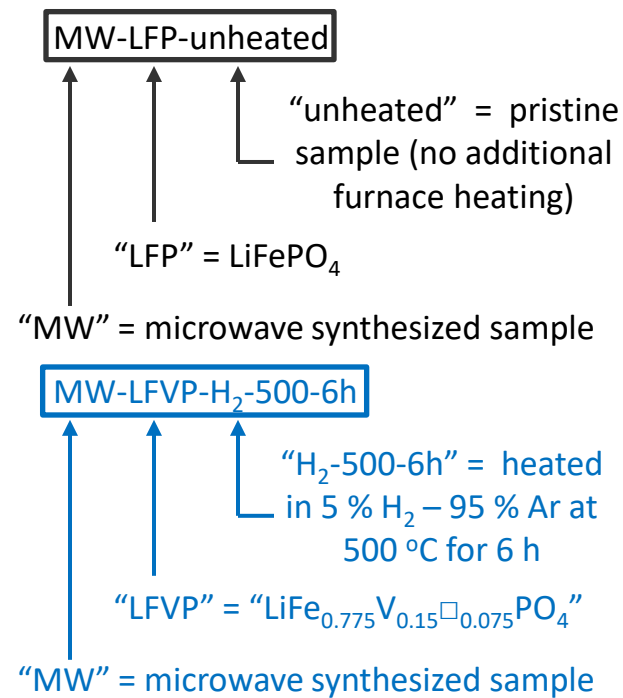 MW-LFP-unheated
“unheated” = pristine
sample (no additional
furnace heating)
“LFP” = LiFePO₄
“MW” = microwave synthesized sample
MW-LFVP-H₂-500-6h
“H₂-500-6h” = heated
in 5 % H₂ – 95 % Ar at
500 ᵒC for 6 h
“LFVP” = “LiFe₀.₇₇₅V₀.₁₅□₀.₀₇₅PO₄”
“MW” = microwave synthesized sample